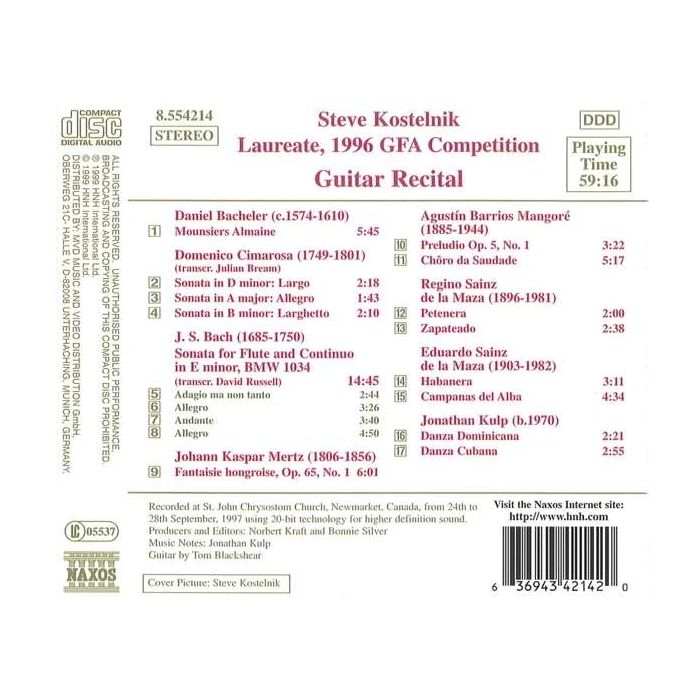 COMPACT
disc
DIGITAL AUDIO
8.554214
STEREO
Steve Kostelnik
Laureate, 1996 GFA Competition
Guitar Recital
DDD
Playing
Time
59:16
ALL RIGHTS RESERVED. UNAUTHORISED PUBLIC PERFORMANCE,
BROADCASTING AND COPYING OF THIS COMPACT DISC PROHIBITED.
℗ 1999 HNH International Ltd.
© 1999 HNH International Ltd.
DISTRIBUTED BY: MVD MUSIC AND VIDEO DISTRIBUTION GmbH,
OBERWEG 21C- HALLE V, D-82008 UNTERHACHING, MUNICH, GERMANY.
Daniel Bacheler (c.1574-1610)
1 Mounsiers Almaine 5:45
Domenico Cimarosa (1749-1801)
(transcr. Julian Bream)
2 Sonata in D minor: Largo 2:18
3 Sonata in A major: Allegro 1:43
4 Sonata in B minor: Larghetto 2:10
J. S. Bach (1685-1750)
Sonata for Flute and Continuo
in E minor, BMW 1034
(transcr. David Russell) 14:45
5 Adagio ma non tanto 2:44
6 Allegro 3:26
7 Andante 3:40
8 Allegro 4:50
Johann Kaspar Mertz (1806-1856)
9 Fantaisie hongroise, Op. 65, No. 1 6:01
Agustín Barrios Mangoré
(1885-1944)
10 Preludio Op. 5, No. 1 3:22
11 Chôro da Saudade 5:17
Regino Sainz
de la Maza (1896-1981)
12 Petenera 2:00
13 Zapateado 2:38
Eduardo Sainz
de la Maza (1903-1982)
14 Habanera 3:11
15 Campanas del Alba 4:34
Jonathan Kulp (b.1970)
16 Danza Dominicana 2:21
17 Danza Cubana 2:55
LC 05537
NAXOS
Recorded at St. John Chrysostom Church, Newmarket, Canada, from 24th to
28th September, 1997 using 20-bit technology for higher definition sound.
Producers and Editors: Norbert Kraft and Bonnie Silver
Music Notes: Jonathan Kulp
Guitar by Tom Blackshear
Cover Picture: Steve Kostelnik
Visit the Naxos Internet site:
http://www.hnh.com
6 36943 42142 0